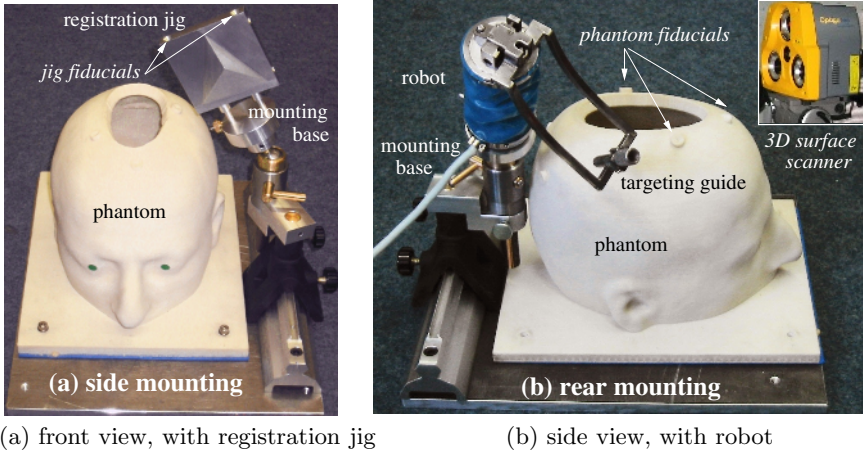 registration jig
jig fiducials
mounting
base
phantom
(a) side mounting
phantom fiducials
robot
mounting
base
targeting guide
phantom
3D surface
scanner
(b) rear mounting
(a) front view, with registration jig
(b) side view, with robot